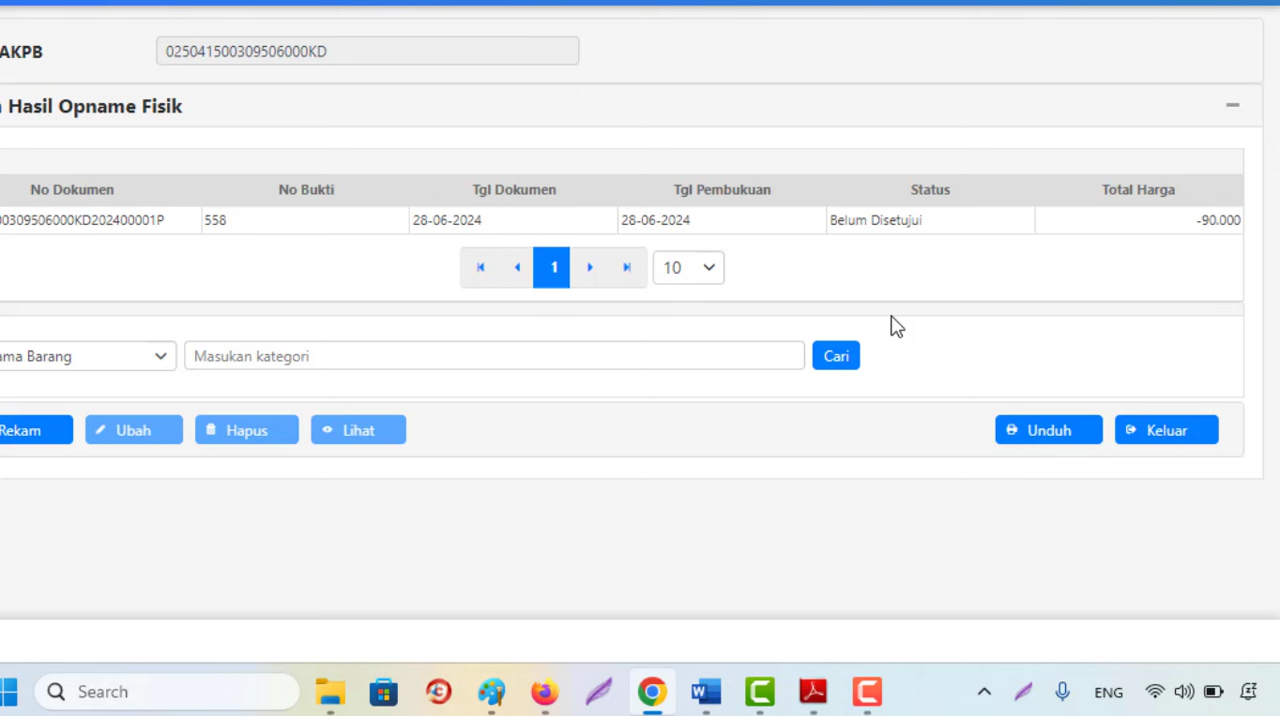 AKPB 025041500309506000KD
Hasil Opname Fisik
No Dokumen No Bukti Tgl Dokumen Tgl Pembukuan Status Total Harga
00309506000KD202400001P 558 28-06-2024 28-06-2024 Belum Disetujui -90.000
1 10
ama Barang Masukan kategori Cari
Rekam Ubah Hapus Lihat Unduh Keluar
Search ENG